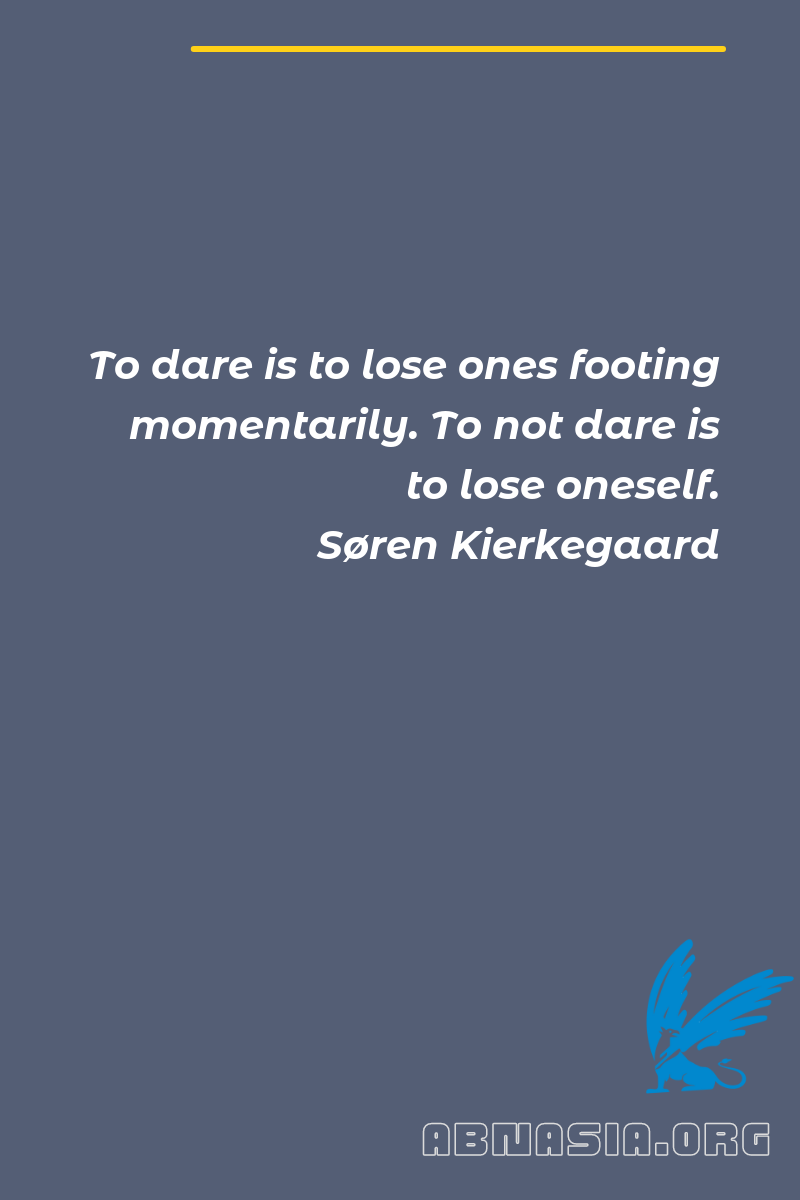 To dare is to lose ones footing
momentarily. To not dare is
to lose oneself.
Søren Kierkegaard
ABNASIA.ORG